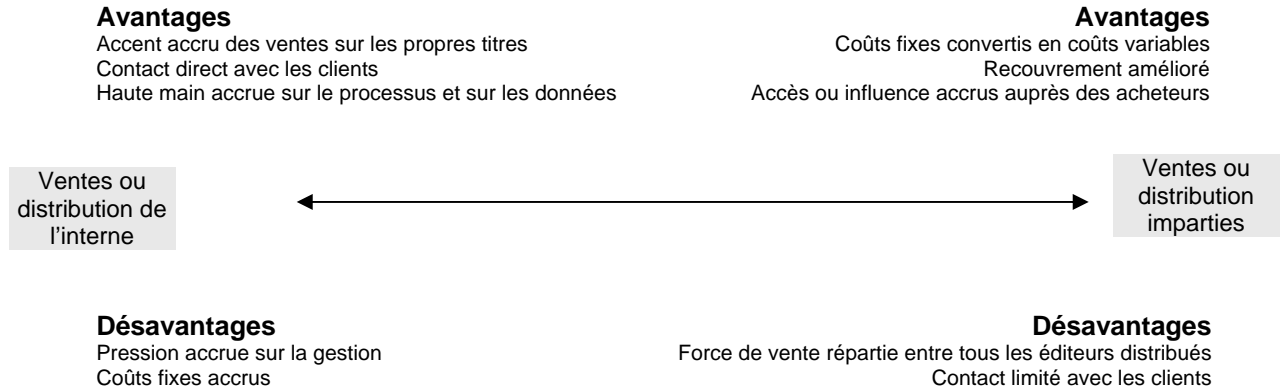 Avantages
Accent accru des ventes sur les propres titres
Contact direct avec les clients
Haute main accrue sur le processus et sur les données
Avantages
Coûts fixes convertis en coûts variables
Recouvrement amélioré
Accès ou influence accrus auprès des acheteurs
Ventes ou
distribution de
l'interne
Ventes ou
distribution
imparties
Désavantages
Pression accrue sur la gestion
Coûts fixes accrus
Désavantages
Force de vente répartie entre tous les éditeurs distribués
Contact limité avec les clients